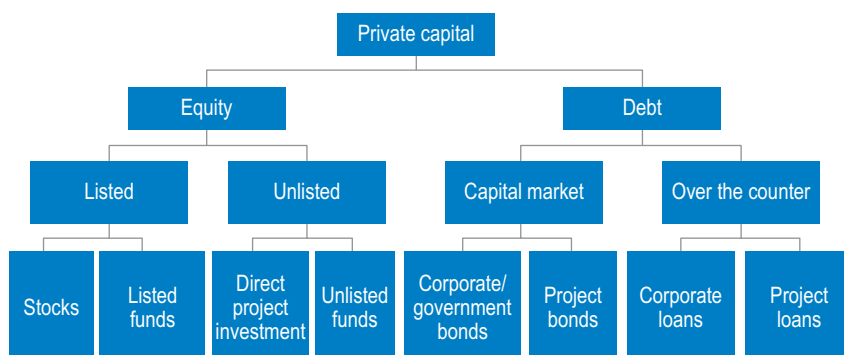 Private capital
Equity
Debt
Listed
Unlisted
Capital market
Over the counter
Stocks
Listed
funds
Direct
project
investment
Unlisted
funds
Corporate/
government
bonds
Project
bonds
Corporate
loans
Project
loans